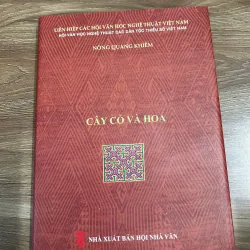 LIÊN HIỆP CÁC HỘI VĂN HỌC NGHỆ THUẬT VIỆT NAM
HỘI VĂN HỌC NGHỆ THUẬT CÁC DÂN TỘC THIỂU SỐ VIỆT NAM
NÔNG QUANG KHIÊM
CÂY CỎ VÀ HOA
NHÀ XUẤT BẢN HỘI NHÀ VĂN